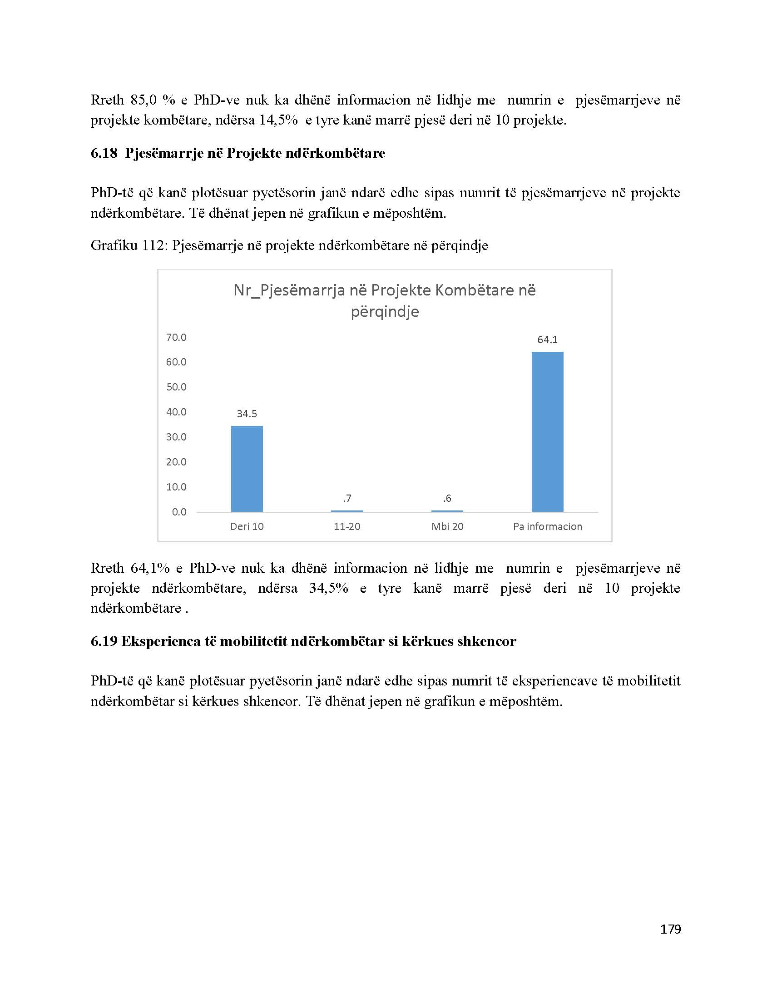 Rreth 85,0 % e PhD-ve nuk ka dhënë informacion në lidhje me numrin e pjesëmarrjeve në
projekte kombëtare, ndërsa 14,5% e tyre kanë marrë pjesë deri në 10 projekte.
6.18 Pjesëmarrje në Projekte ndërkombëtare
PhD-të që kanë plotësuar pyetësorin janë ndarë edhe sipas numrit të pjesëmarrjeve në projekte
ndërkombëtare. Të dhënat jepen në grafikun e mëposhtëm.
Grafiku 112: Pjesëmarrje në projekte ndërkombëtare në përqindje
Nr_Pjesëmarrja në Projekte Kombëtare në
përqindje
70.0
60.0
50.0
40.0
30.0
20.0
10.0
0.0
34.5
.7
.6
64.1
Deri 10
11-20
Mbi 20
Pa informacion
Rreth 64,1% e PhD-ve nuk ka dhënë informacion në lidhje me numrin e pjesëmarrjeve në
projekte ndërkombëtare, ndërsa 34,5% e tyre kanë marrë pjesë deri në 10 projekte
ndërkombëtare .
6.19 Eksperienca të mobilitetit ndërkombëtar si kërkues shkencor
PhD-të që kanë plotësuar pyetësorin janë ndarë edhe sipas numrit të eksperiencave të mobilitetit
ndërkombëtar si kërkues shkencor. Të dhënat jepen në grafikun e mëposhtëm.
179